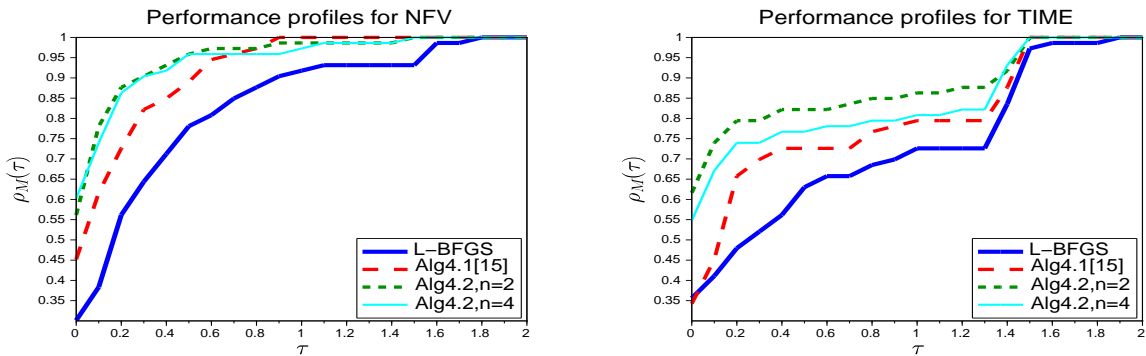 Performance profiles for NFV
1
0.95
0.9
0.85
0.8
0.75
0.7
0.65
0.6
0.55
0.5
0.45
0.4
0.35
ρ_M(τ)
0 0.2 0.4 0.6 0.8 1 1.2 1.4 1.6 1.8 2
τ
L−BFGS
Alg4.1[15]
Alg4.2,n=2
Alg4.2,n=4
Performance profiles for TIME
1
0.95
0.9
0.85
0.8
0.75
0.7
0.65
0.6
0.55
0.5
0.45
0.4
0.35
ρ_M(τ)
0 0.2 0.4 0.6 0.8 1 1.2 1.4 1.6 1.8 2
τ
L−BFGS
Alg4.1[15]
Alg4.2,n=2
Alg4.2,n=4